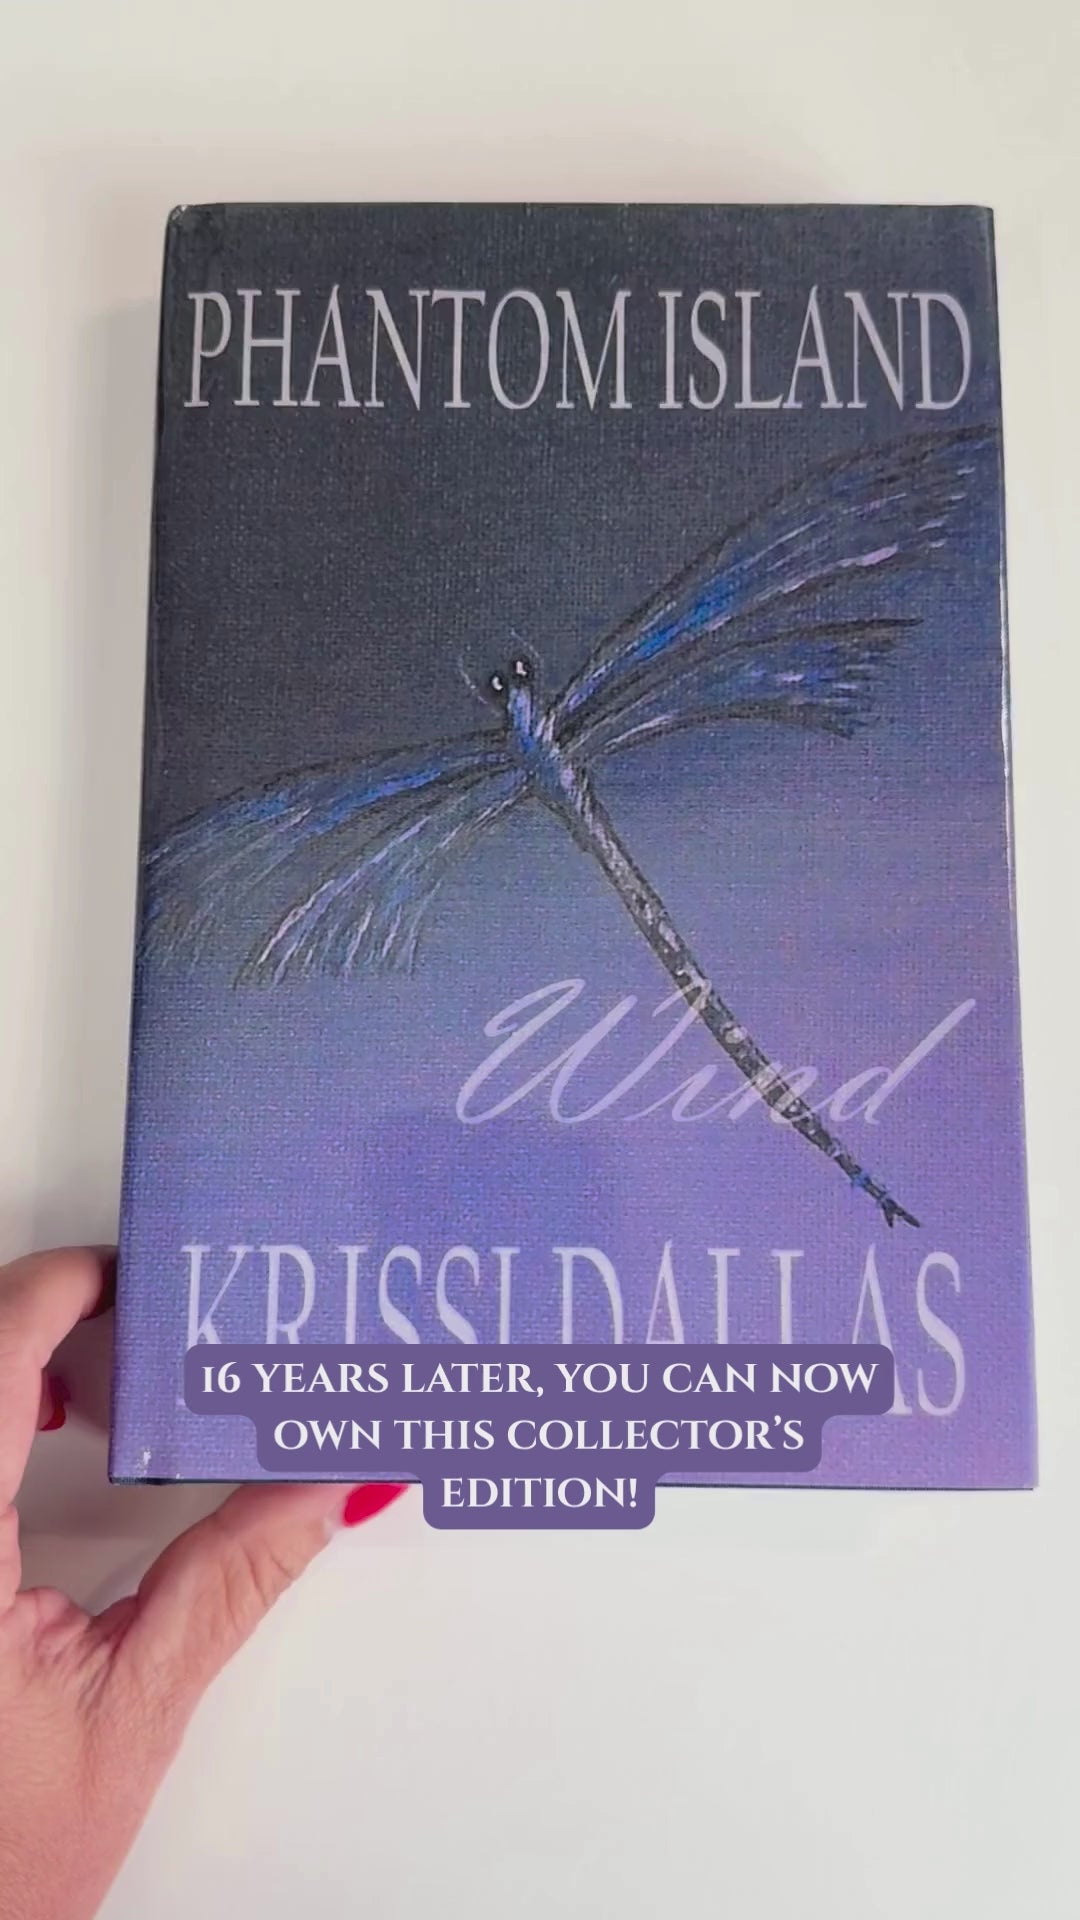 PHANTOM ISLAND
Wind
KRISSI DALLAS
16 YEARS LATER, YOU CAN NOW
OWN THIS COLLECTOR'S
EDITION!